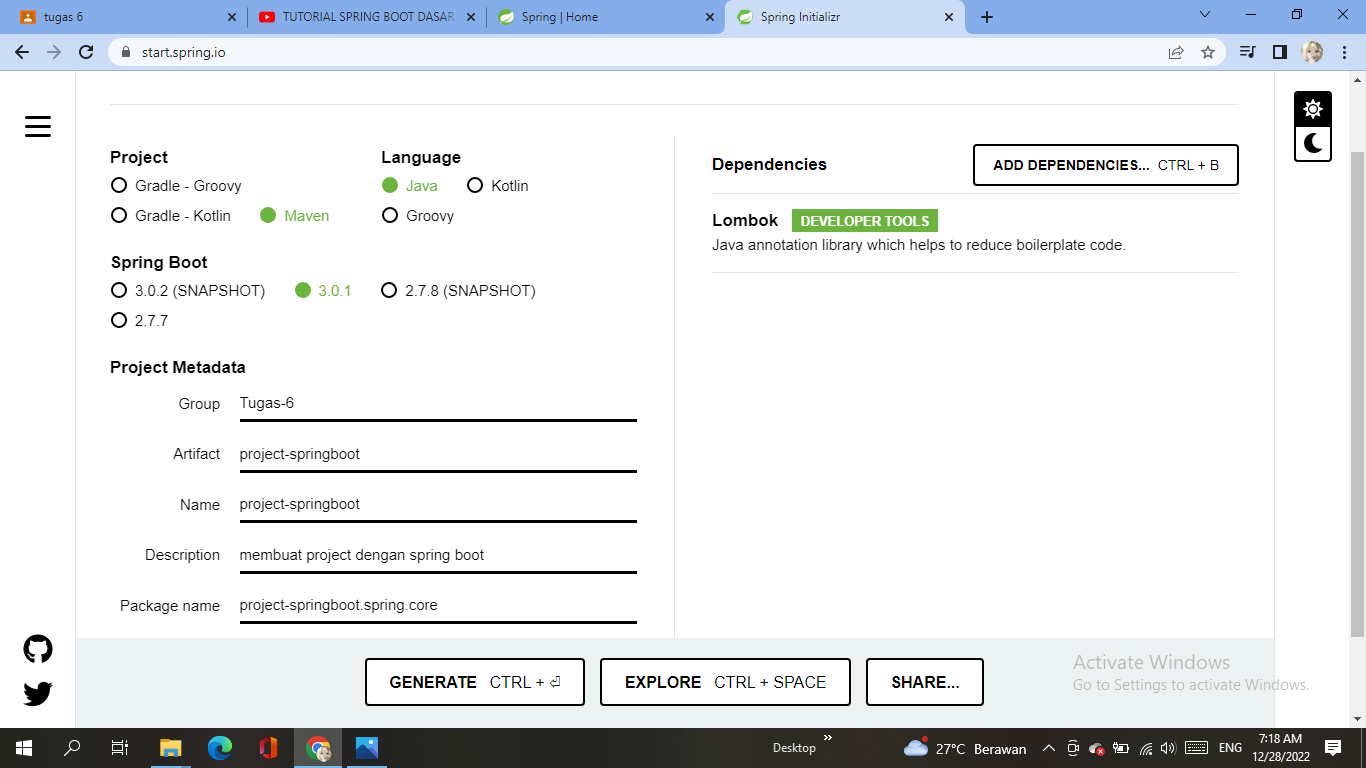 tugas 6
TUTORIAL SPRING BOOT DASAR
Spring | Home
Spring Initializr
start.spring.io
Project
Gradle - Groovy
Gradle - Kotlin Maven
Language
Java Kotlin
Groovy
Spring Boot
3.0.2 (SNAPSHOT) 3.0.1 2.7.8 (SNAPSHOT)
2.7.7
Project Metadata
Group Tugas-6
Artifact project-springboot
Name project-springboot
Description membuat project dengan spring boot
Package name project-springboot.spring.core
Dependencies
ADD DEPENDENCIES... CTRL + B
Lombok DEVELOPER TOOLS
Java annotation library which helps to reduce boilerplate code.
GENERATE CTRL + ⏎
EXPLORE CTRL + SPACE
SHARE...
Activate Windows
Go to Settings to activate Windows.
Desktop »
27°C Berawan
ENG
7:18 AM
12/28/2022